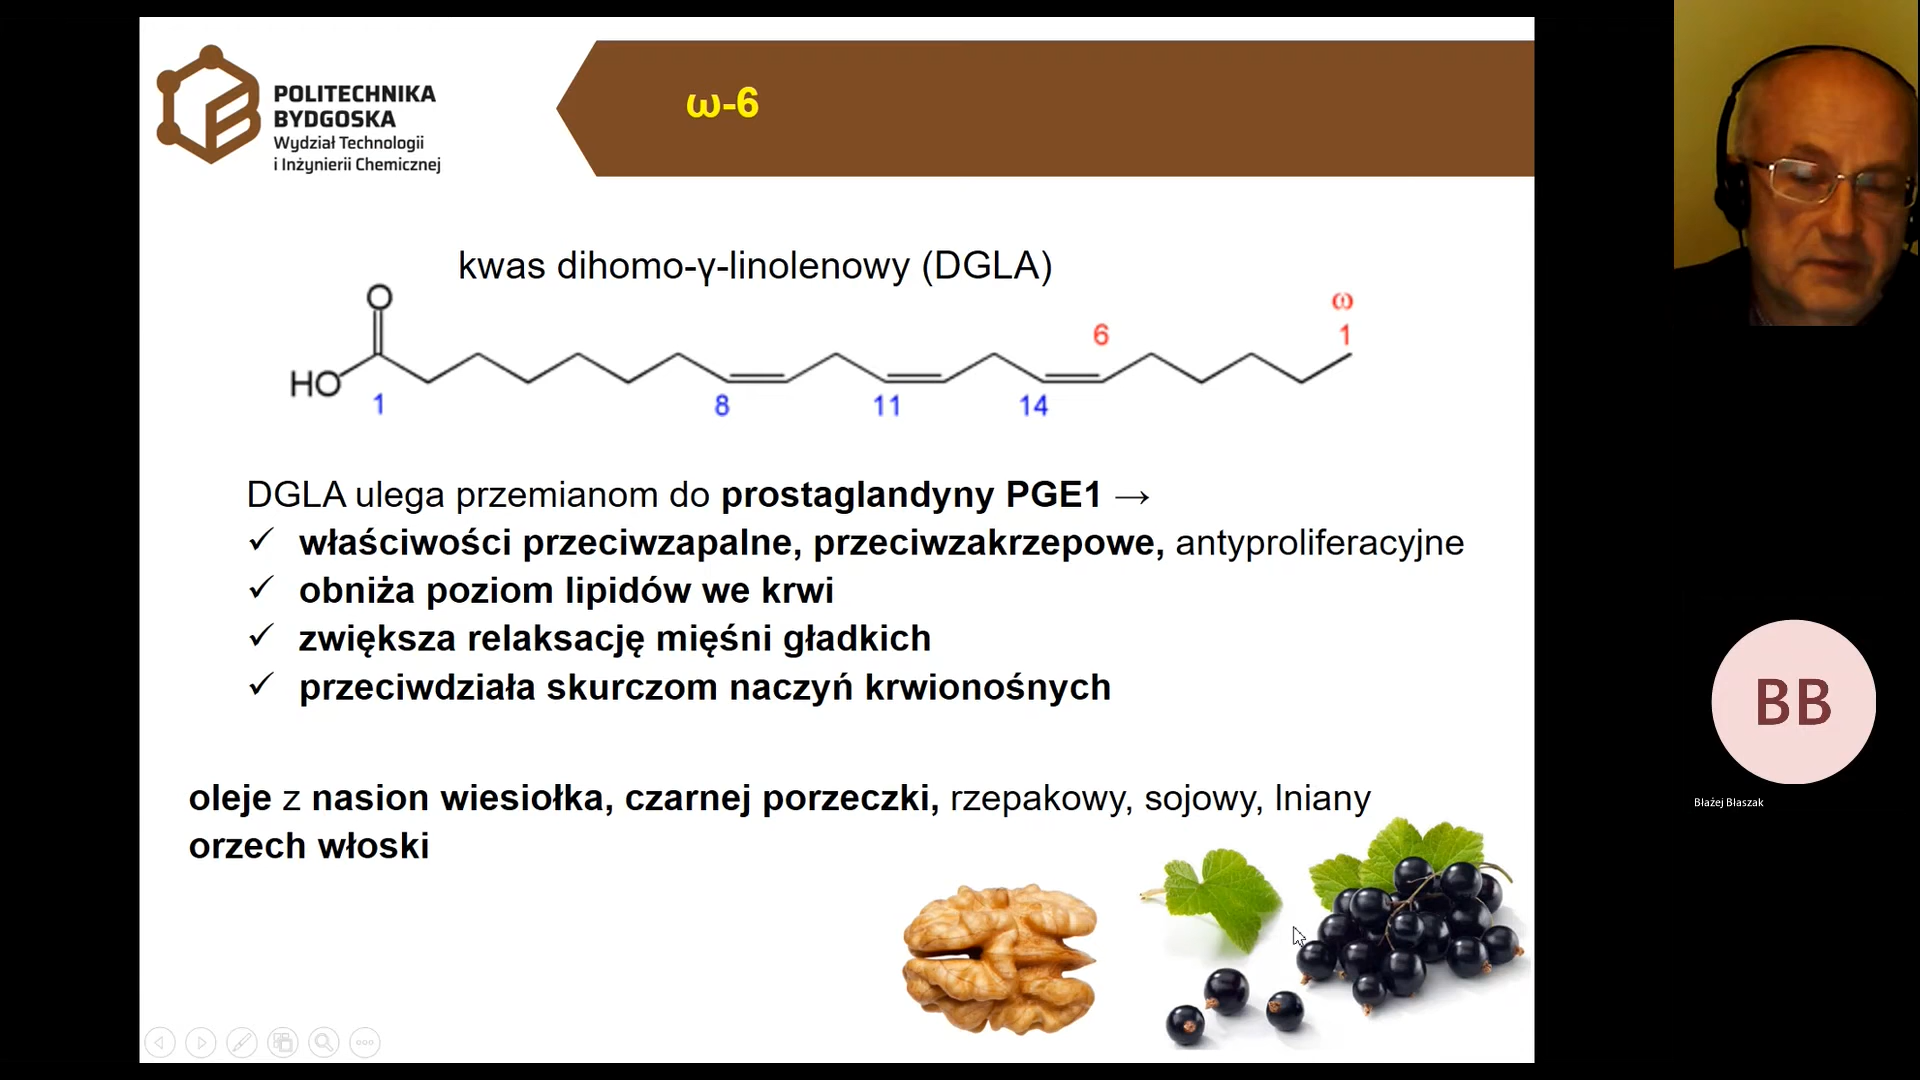 POLITECHNIKA
BYDGOSKA
Wydział Technologii
i Inżynierii Chemicznej
ω-6
kwas dihomo-γ-linolenowy (DGLA)
O
HO
1
8
11
14
6
ω
1
DGLA ulega przemianom do prostaglandyny PGE1 →
✓ właściwości przeciwzapalne, przeciwzakrzepowe, antyproliferacyjne
✓ obniża poziom lipidów we krwi
✓ zwiększa relaksację mięśni gładkich
✓ przeciwdziała skurczom naczyń krwionośnych
oleje z nasion wiesiołka, czarnej porzeczki, rzepakowy, sojowy, lniany
orzech włoski
BB
Błażej Błaszak